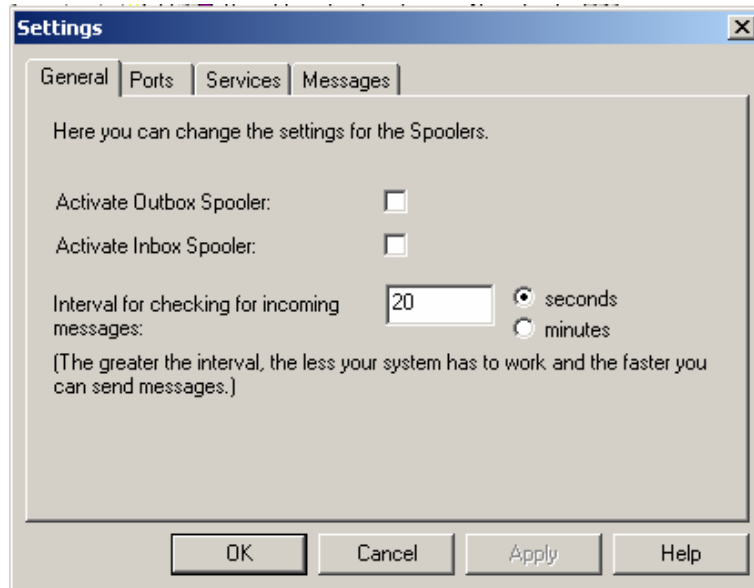 Settings
General Ports Services Messages
Here you can change the settings for the Spoolers.
Activate Outbox Spooler:
Activate Inbox Spooler:
Interval for checking for incoming
messages:
20
seconds
minutes
(The greater the interval, the less your system has to work and the faster you
can send messages.)
OK Cancel Apply Help